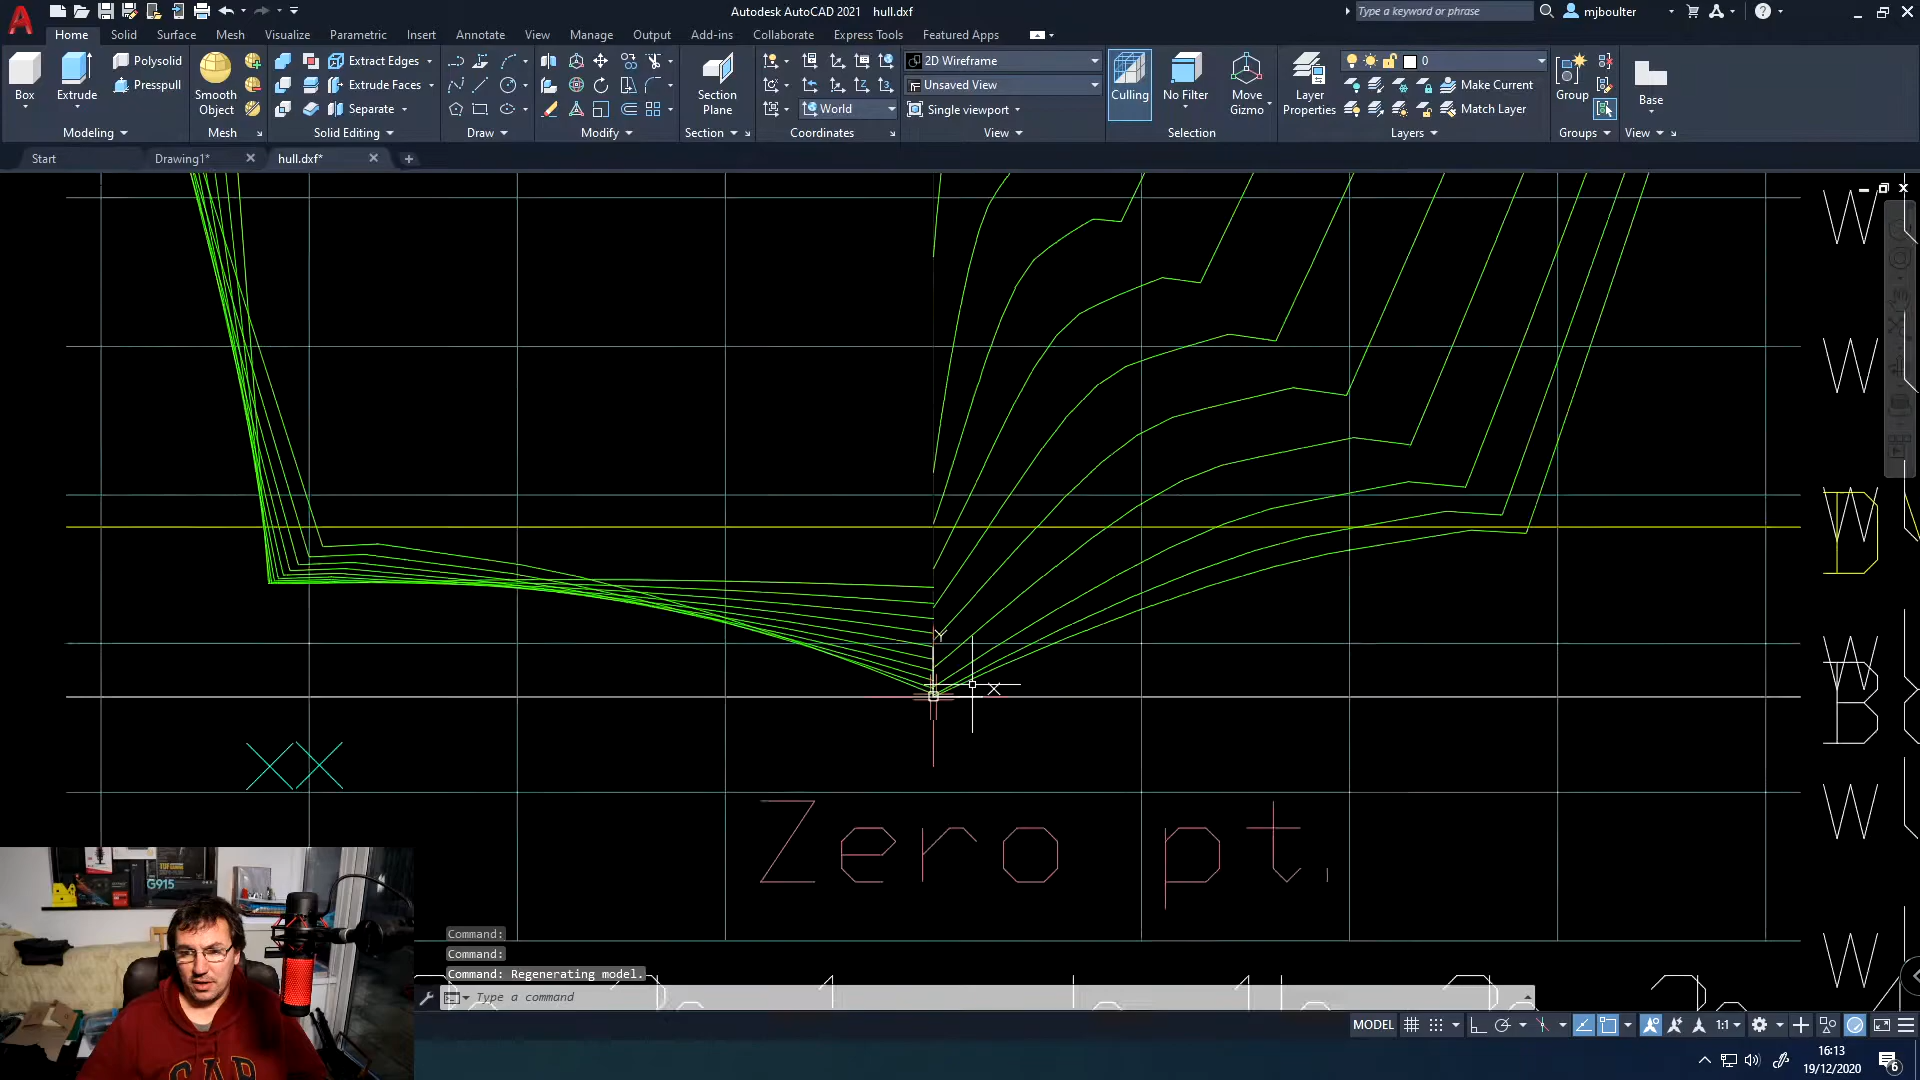 Autodesk AutoCAD 2021 hull.dxf
Type a keyword or phrase
mjboulter
Home Solid Surface Mesh Visualize Parametric Insert Annotate View Manage Output Add-ins Collaborate Express Tools Featured Apps
Box
Extrude
Polysolid
Presspull
Modeling
Smooth
Object
Mesh
Extract Edges
Extrude Faces
Separate
Solid Editing
Draw
Modify
Section
Plane
Section
World
Coordinates
2D Wireframe
Unsaved View
Single viewport
View
Culling
No Filter
Move
Gizmo
Selection
Layer
Properties
0
Make Current
Match Layer
Layers
Group
Groups
Base
View
Start Drawing1* hull.dxf*
W
W
Y
X
W
B
W
XX
Zero pt.
W
G915
Command:
Command:
Command: Regenerating model.
Type a command
MODEL
1:1
16:13
19/12/2020
6